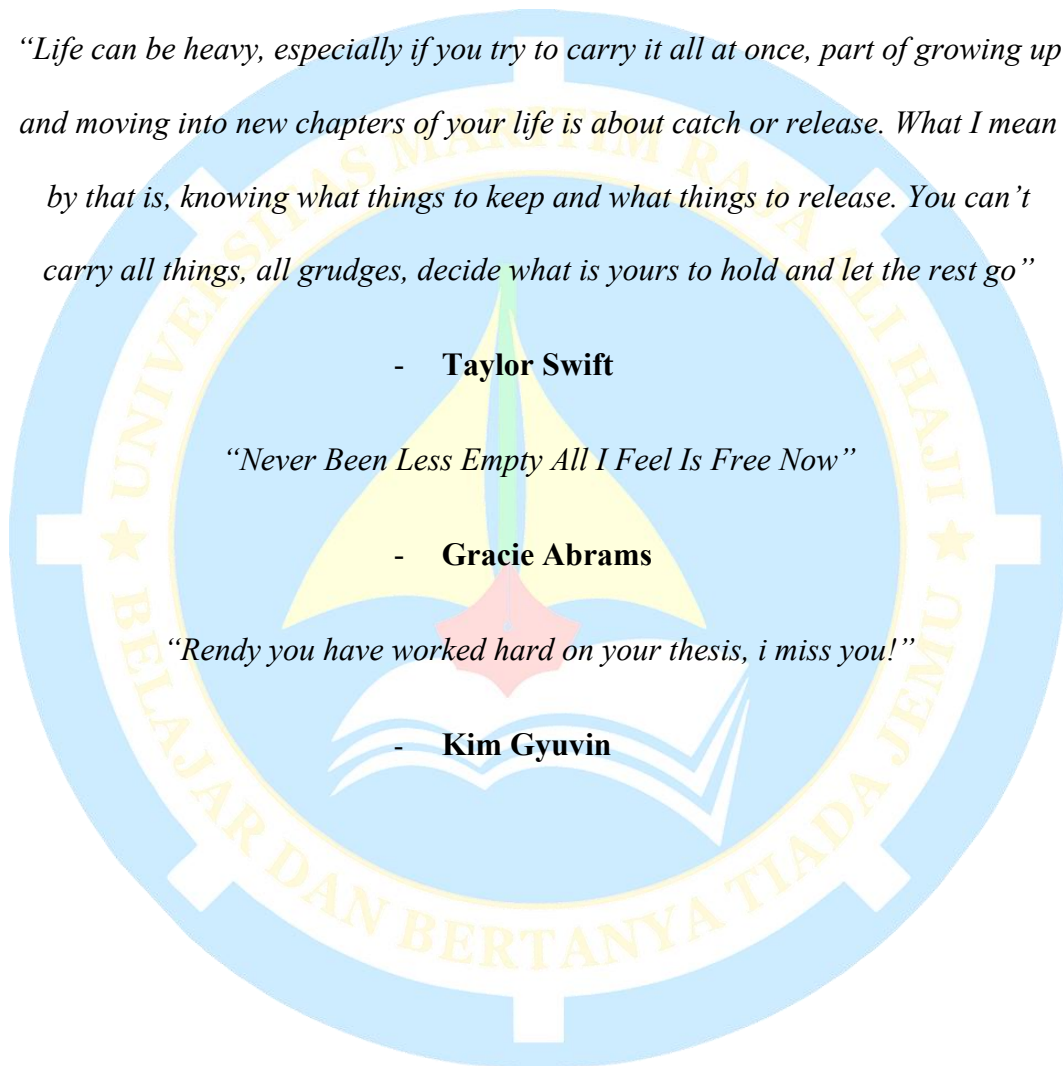 “Life can be heavy, especially if you try to carry it all at once, part of growing up
and moving into new chapters of your life is about catch or release. What I mean
by that is, knowing what things to keep and what things to release. You can’t
carry all things, all grudges, decide what is yours to hold and let the rest go”
- Taylor Swift
“Never Been Less Empty All I Feel Is Free Now”
- Gracie Abrams
“Rendy you have worked hard on your thesis, i miss you!”
- Kim Gyuvin
UNIVERSITAS MARITIM RAJA ALI HAJI
BELAJAR DAN BERTANYA TIADA JEMU